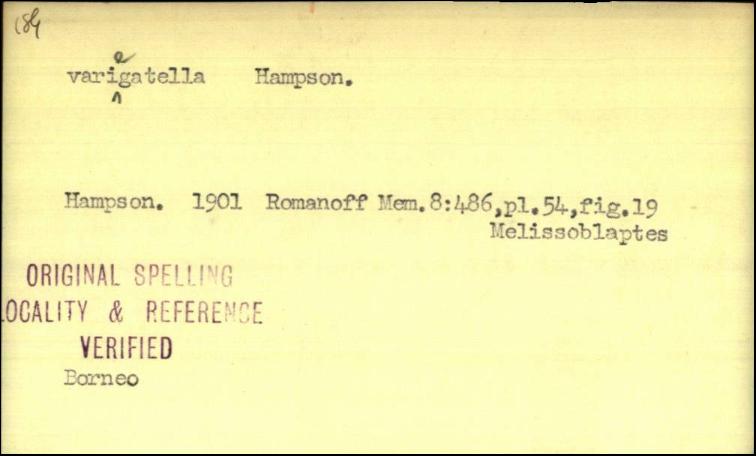 varigatella Hampson.
e
Hampson. 1901 Romanoff Mem.8:486,pl.54,fig.19
Melissoblaptes
ORIGINAL SPELLING
LOCALITY & REFERENCE
VERIFIED
Borneo